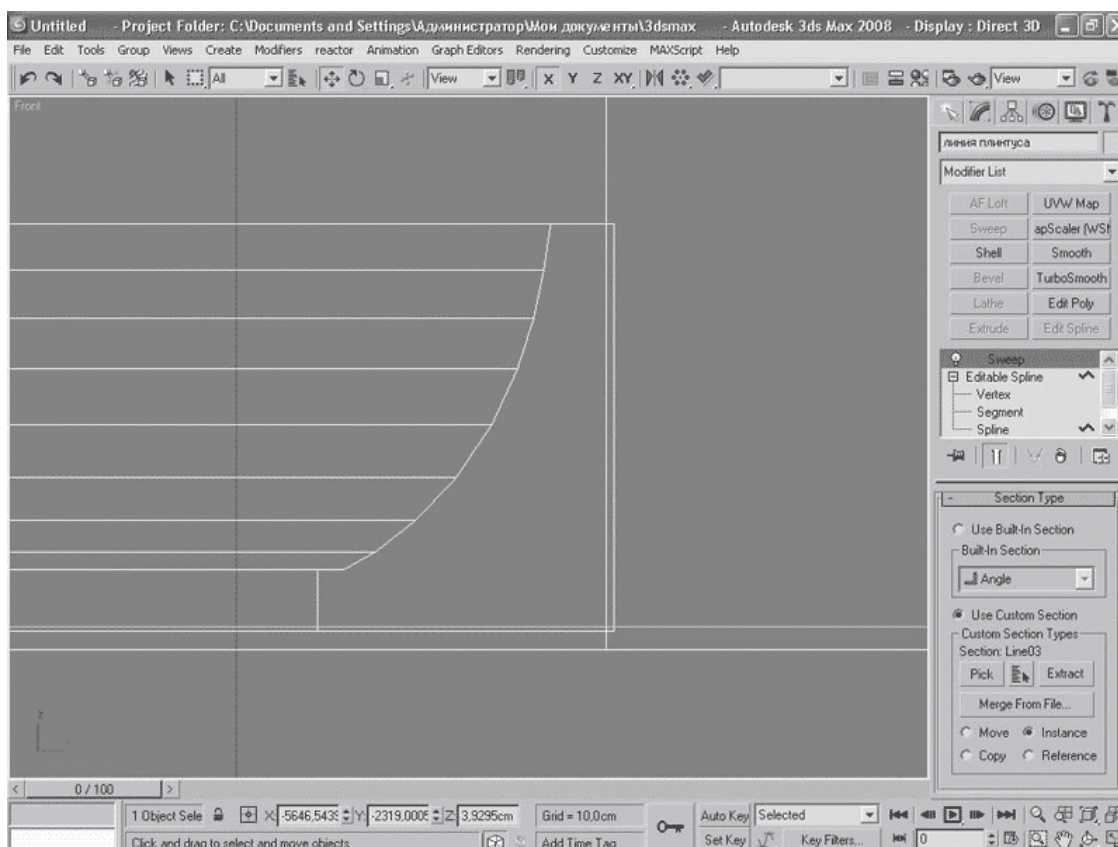 Untitled - Project Folder: C:\Documents and Settings\Администратор\Мои документы\3dsmax - Autodesk 3ds Max 2008 - Display : Direct 3D
File Edit Tools Group Views Create Modifiers reactor Animation Graph Editors Rendering Customize MAXScript Help
All View X Y Z XY View
Front
линия плинтуса
Modifier List
AF Loft UVW Map
Sweep apScaler (WSM
Shell Smooth
Bevel TurboSmooth
Lathe Edit Poly
Extrude Edit Spline
Sweep
Editable Spline
Vertex
Segment
Spline
- Section Type
Use Built-In Section
Built-In Section
Angle
Use Custom Section
Custom Section Types
Section: Line03
Pick Extract
Merge From File...
Move Instance
Copy Reference
z
< 0 / 100 >
1 Object Sele X: -5646,543 Y: -2319,000 Z: 3,9295cm Grid = 10,0cm Auto Key Selected
Click and drag to select and move objects Add Time Tag Set Key Key Filters... 0